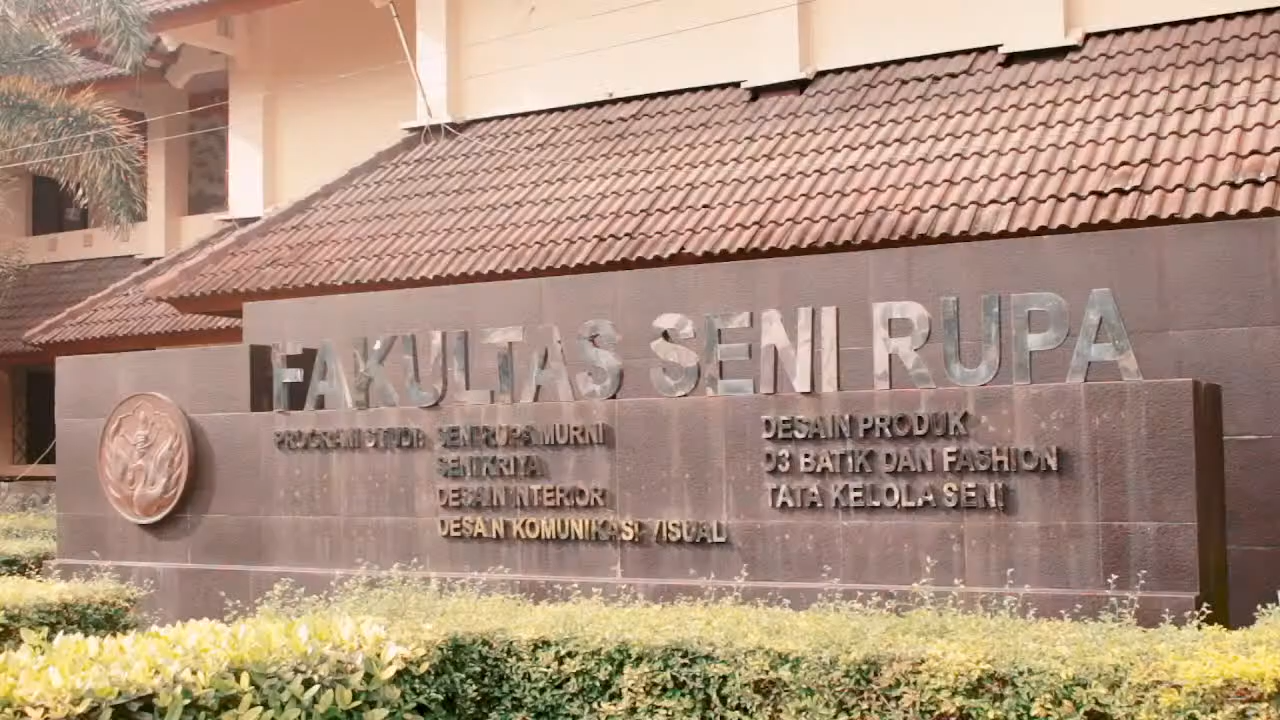 FAKULTAS SENI RUPA
PROGRAM STUDI: SENI RUPA MURNI
SENI KRIYA
DESAIN INTERIOR
DESAIN KOMUNIKASI VISUAL
DESAIN PRODUK
D3 BATIK DAN FASHION
TATA KELOLA SENI